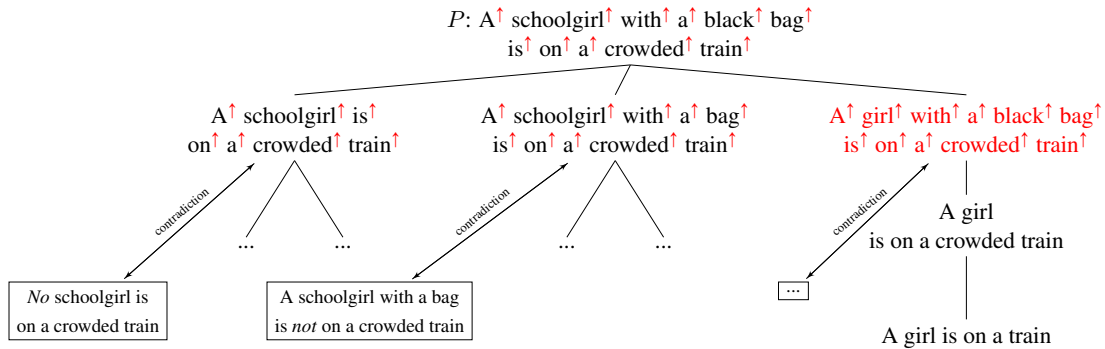 P: A↑ schoolgirl↑ with↑ a↑ black↑ bag↑
is↑ on↑ a↑ crowded↑ train↑
A↑ schoolgirl↑ is↑
on↑ a↑ crowded↑ train↑
A↑ schoolgirl↑ with↑ a↑ bag↑
is↑ on↑ a↑ crowded↑ train↑
A↑ girl↑ with↑ a↑ black↑ bag↑
is↑ on↑ a↑ crowded↑ train↑
contradiction
contradiction
contradiction
A girl
is on a crowded train
...
...
...
...
No schoolgirl is
on a crowded train
A schoolgirl with a bag
is not on a crowded train
...
A girl is on a train